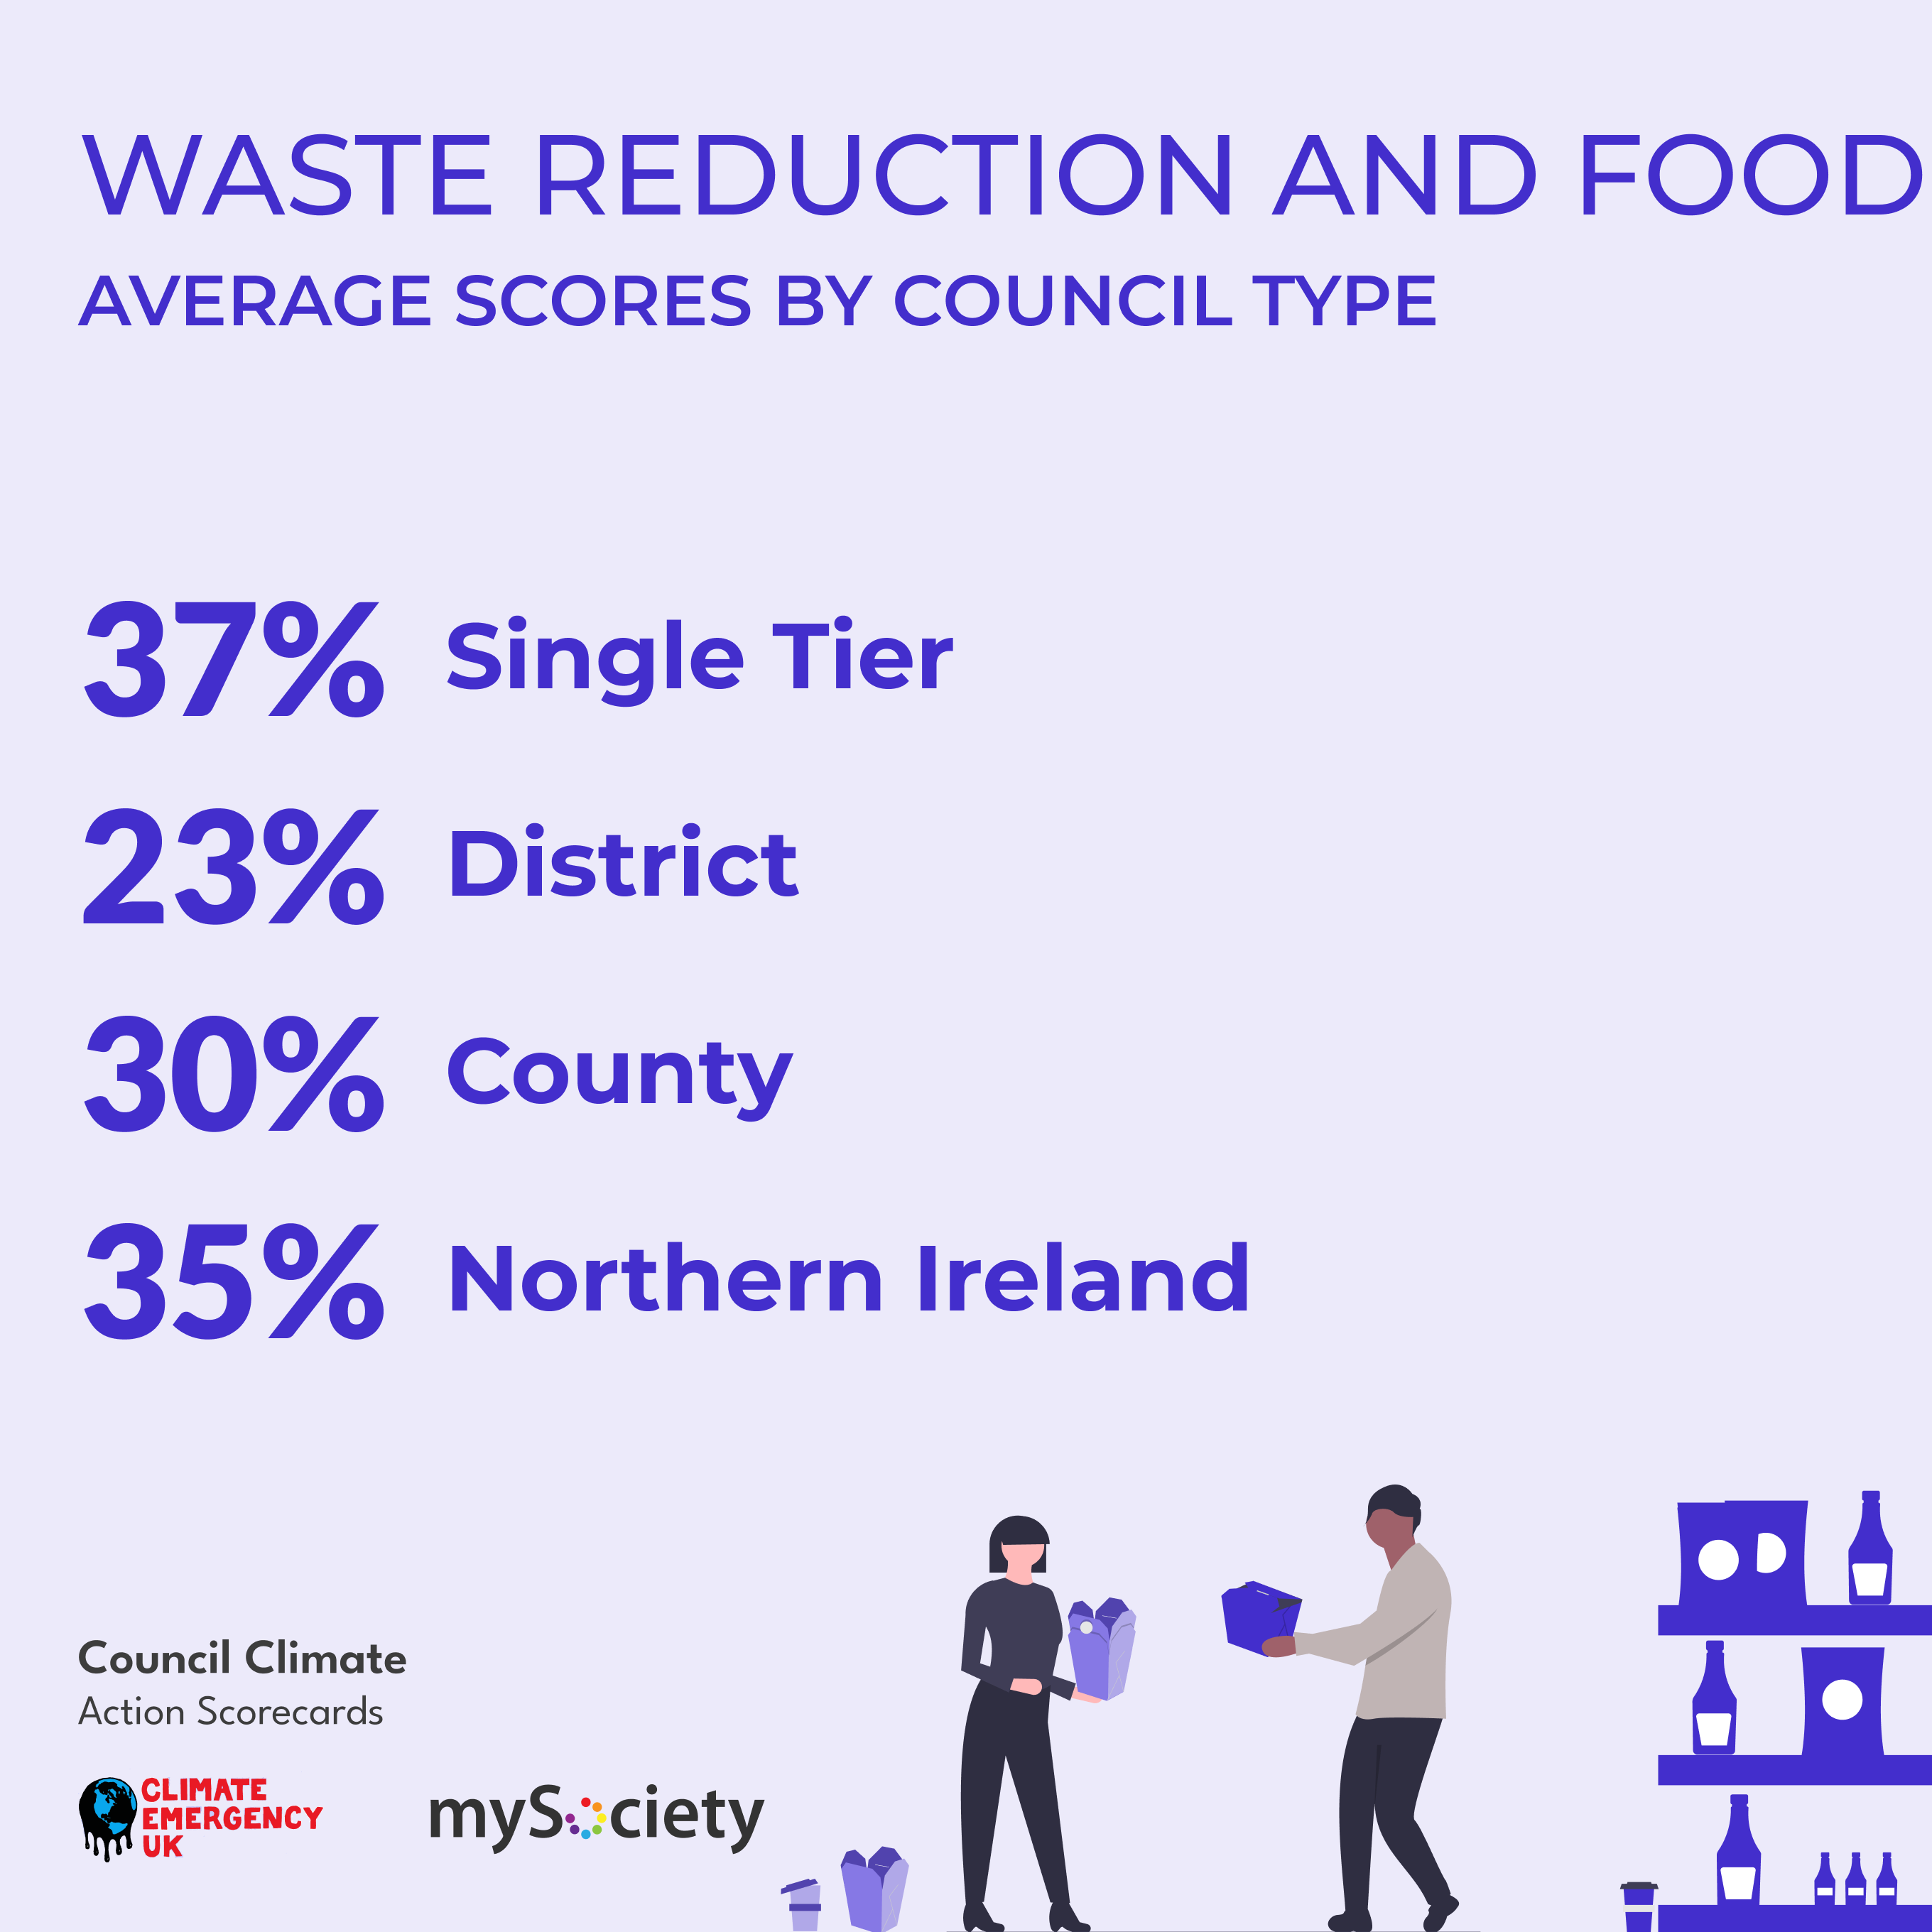 WASTE REDUCTION AND FOOD
AVERAGE SCORES BY COUNCIL TYPE
37% Single Tier
23% District
30% County
35% Northern Ireland
Council Climate
Action Scorecards
CLIMATE
EMERGENCY
UK
mySociety